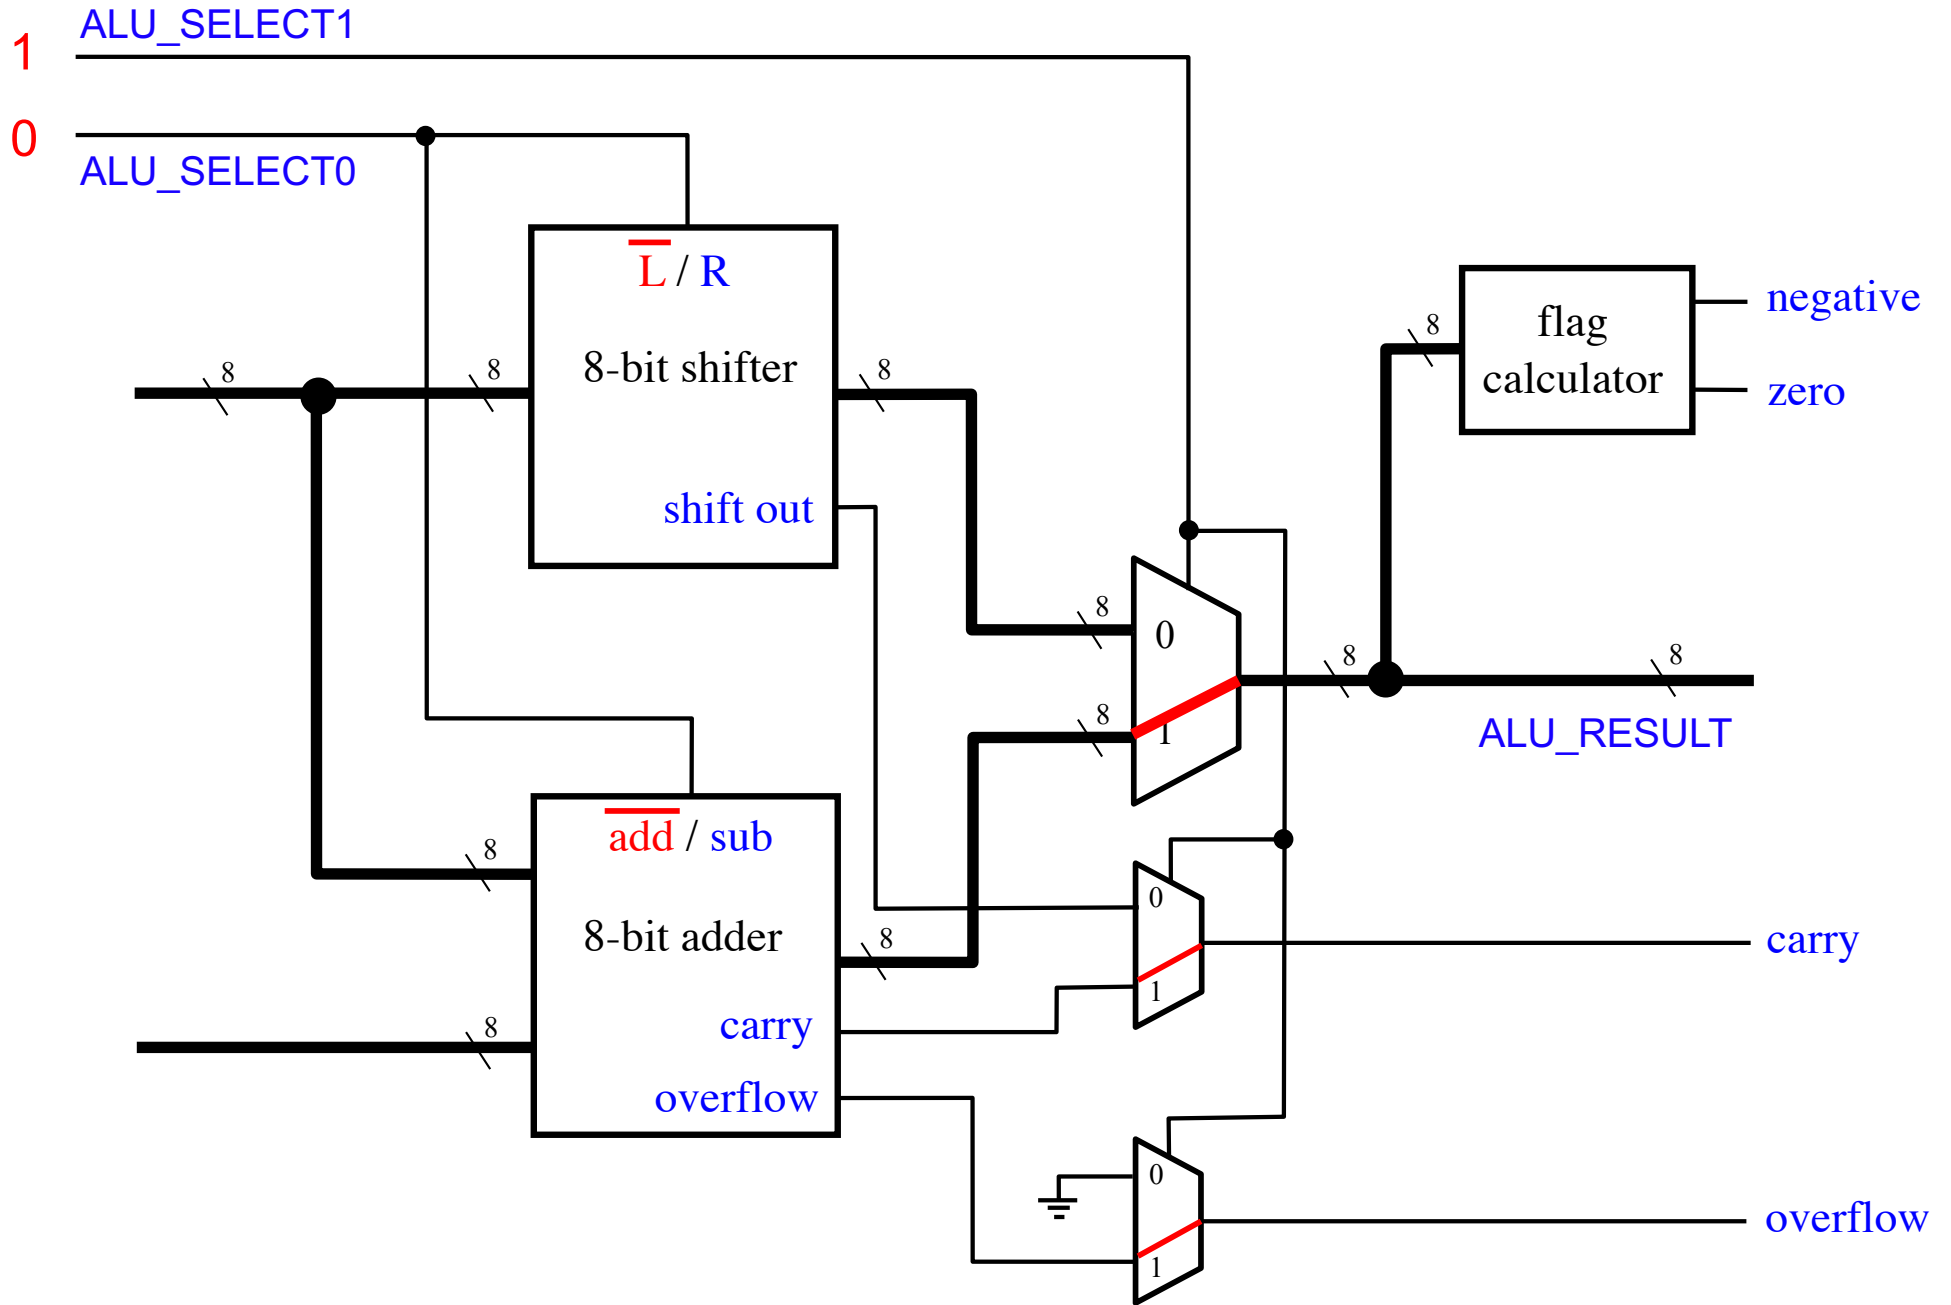 ALU_SELECT1
1
0
ALU_SELECT0
L / R
8-bit shifter
shift out
8
8
8
flag
calculator
8
negative
zero
8
0
8
1
8
8
ALU_RESULT
add / sub
8-bit adder
carry
overflow
8
8
8
0
1
carry
0
1
overflow